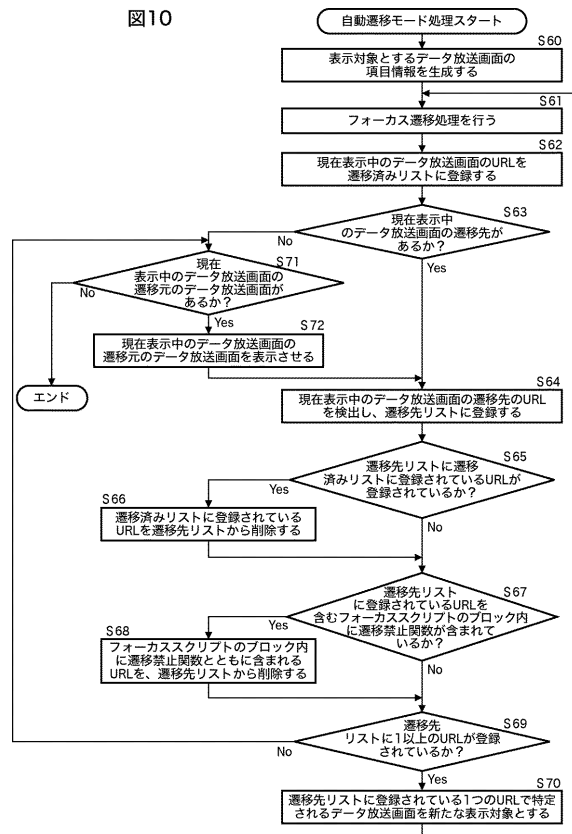 図10
自動遷移モード処理スタート
S60
表示対象とするデータ放送画面の
項目情報を生成する
S61
フォーカス遷移処理を行う
S62
現在表示中のデータ放送画面のURLを
遷移済みリストに登録する
S63
現在表示中
のデータ放送画面の遷移先が
あるか？
No
Yes
S71
現在
表示中のデータ放送画面の
遷移元のデータ放送画面が
あるか？
No
Yes
S72
現在表示中のデータ放送画面の
遷移元のデータ放送画面を表示させる
エンド
S64
現在表示中のデータ放送画面の遷移先のURL
を検出し、遷移先リストに登録する
S65
遷移先リストに遷移
済みリストに登録されているURLが
登録されているか？
Yes
No
S66
遷移済みリストに登録されている
URLを遷移先リストから削除する
S67
遷移先リスト
に登録されているURLを
含むフォーカススクリプトのブロック内
に遷移禁止関数が含まれて
いるか？
Yes
No
S68
フォーカススクリプトのブロック内
に遷移禁止関数とともに含まれる
URLを、遷移先リストから削除する
S69
遷移先
リストに1以上のURLが登録
されているか？
No
Yes
S70
遷移先リストに登録されている1つのURLで特定
されるデータ放送画面を新たな表示対象とする